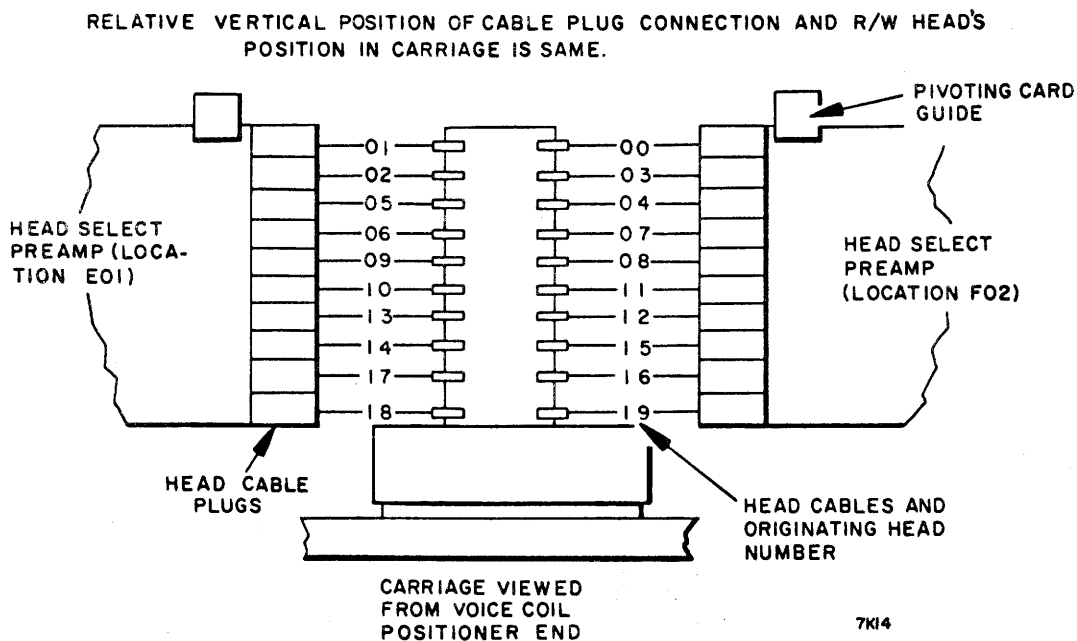 RELATIVE VERTICAL POSITION OF CABLE PLUG CONNECTION AND R/W HEAD'S
POSITION IN CARRIAGE IS SAME.
PIVOTING CARD
GUIDE
01
00
02
03
05
04
06
07
09
08
10
11
13
12
14
15
17
16
18
19
HEAD SELECT
PREAMP (LOCA-
TION E01)
HEAD SELECT
PREAMP
(LOCATION F02)
HEAD CABLE
PLUGS
HEAD CABLES AND
ORIGINATING HEAD
NUMBER
CARRIAGE VIEWED
FROM VOICE COIL
POSITIONER END
7K14